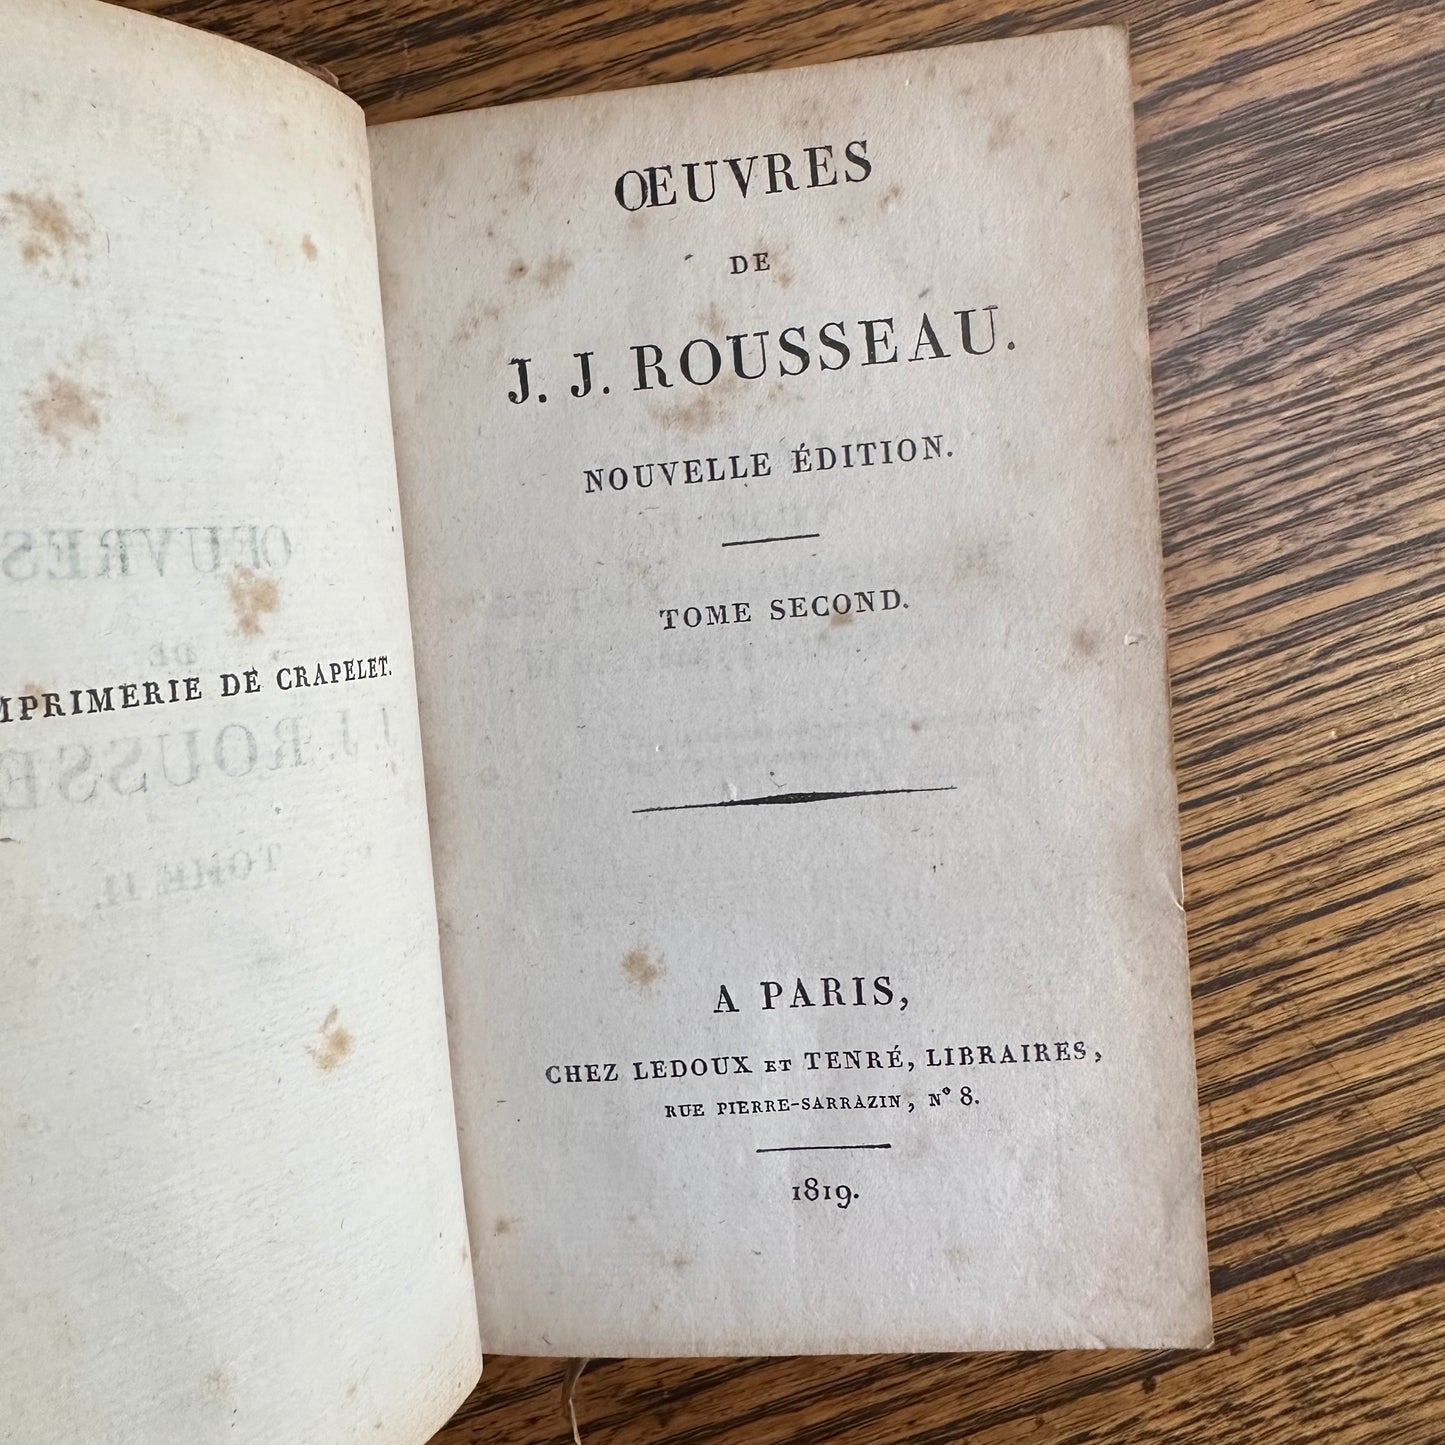 IMPRIMERIE DE CRAPELET.
ŒUVRES
DE
J. J. ROUSSEAU.
NOUVELLE ÉDITION.
TOME SECOND.
A PARIS,
CHEZ LEDOUX ET TENRÉ, LIBRAIRES,
RUE PIERRE-SARRAZIN, N° 8.
1819.